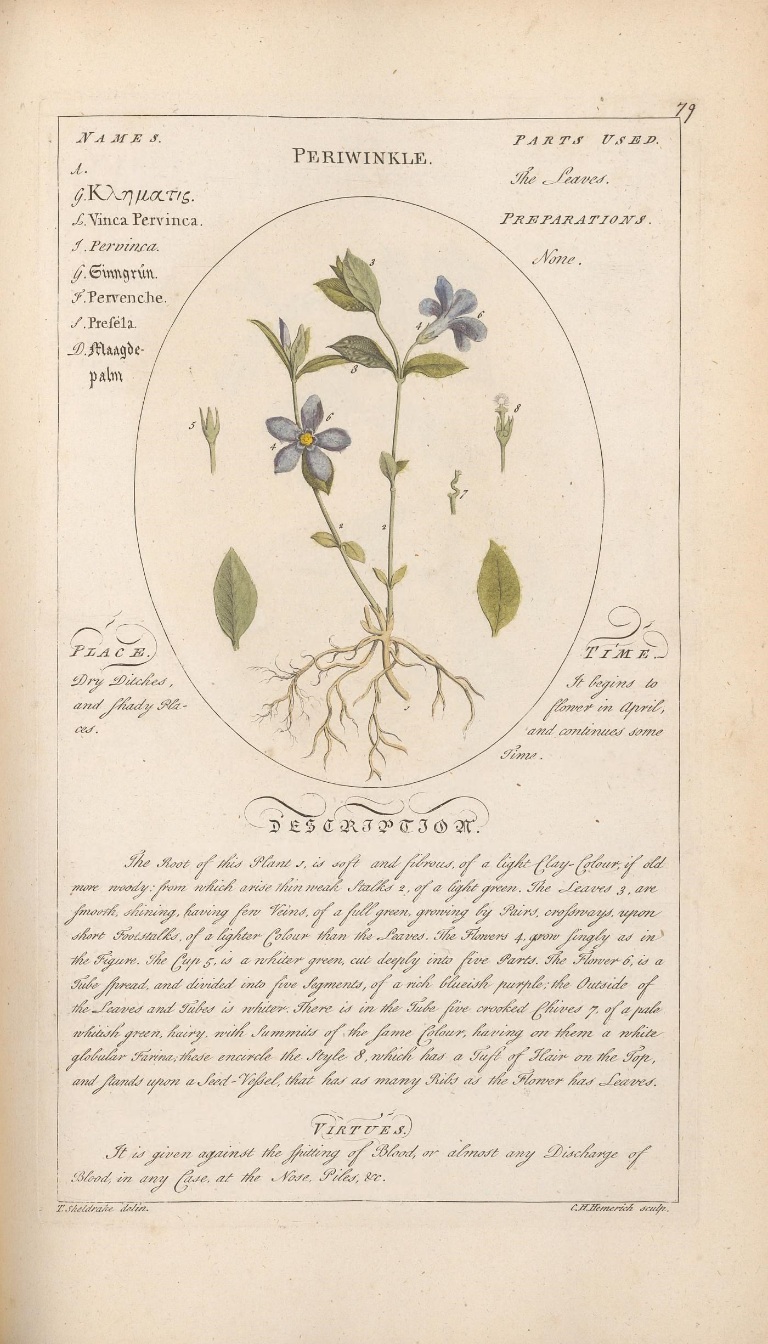 79
NAMES.
A.
G. Κληματις.
L. Vinca Pervinca.
I. Pervinca.
G. Sinngrün.
F. Pervenche.
S. Preséla.
D. Maagde-
palm
PERIWINKLE.
PARTS USED.
The Leaves.
PREPARATIONS.
None.
3
6
4
3
5
6
4
8
7
2
2
PLACE.
Dry Ditches,
and ſhady Pla-
ces.
TIME.
It begins to
flower in April,
and continues some
Time.
DESCRIPTION.
The Root of this Plant 1, is soft and fibrous, of a light Clay-Colour, if old
more woody: from which arise thin weak Stalks 2, of a light green. The Leaves 3, are
ſmooth, shining, having few Veins, of a full green, growing by Pairs, croſsways, upon
short Footstalks, of a lighter Colour than the Leaves. The Flowers 4, grow ſingly as in
the Figure. The Cup 5, is a whiter green, cut deeply into five Parts. The Flower 6, is a
Tube ſpread, and divided into five Segments, of a rich blueish purple; the Outside of
the Leaves and Tubes is whiter. There is in the Tube five crooked Chives 7, of a pale
whitish green, hairy, with Summits of the same Colour, having on them a white
globular Farina; these encircle the Style 8, which has a Tuft of Hair on the Top,
and ſtands upon a Seed-Veſsel, that has as many Ribs as the Flower has Leaves.
VIRTUES.
It is given against the ſpitting of Blood, or almost any Discharge of
Blood, in any Case, at the Nose, Piles, &c.
T. Sheldrake delin.
C.H. Hemerich sculp.